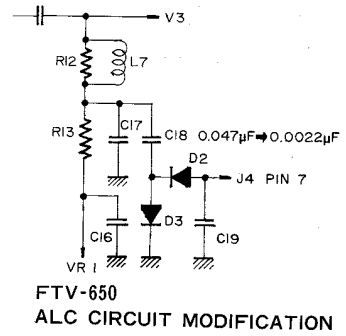 V3
R12
L7
R13
C17
C18 0.047µF➡0.0022µF
D2
J4 PIN 7
D3
C16
C19
VR 1
FTV-650
ALC CIRCUIT MODIFICATION